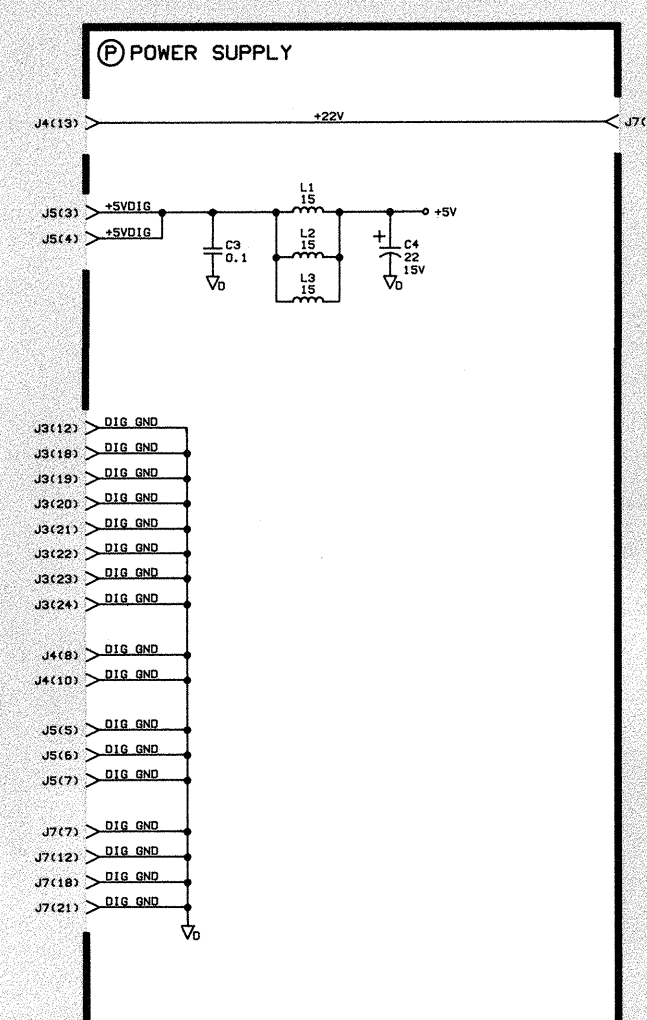 P POWER SUPPLY
+22V
J4(13)
J7(
L1
15
J5(3) +5VDIG
+5V
J5(4) +5VDIG
L2
15
C3
0.1
+ C4
22
15V
L3
15
D
D
J3(12) DIG GND
J3(18) DIG GND
J3(19) DIG GND
J3(20) DIG GND
J3(21) DIG GND
J3(22) DIG GND
J3(23) DIG GND
J3(24) DIG GND
J4(8) DIG GND
J4(10) DIG GND
J5(5) DIG GND
J5(6) DIG GND
J5(7) DIG GND
J7(7) DIG GND
J7(12) DIG GND
J7(18) DIG GND
J7(21) DIG GND
D